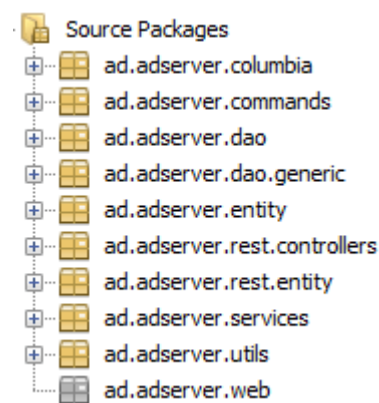 Source Packages
ad.adserver.columbia
ad.adserver.commands
ad.adserver.dao
ad.adserver.dao.generic
ad.adserver.entity
ad.adserver.rest.controllers
ad.adserver.rest.entity
ad.adserver.services
ad.adserver.utils
ad.adserver.web